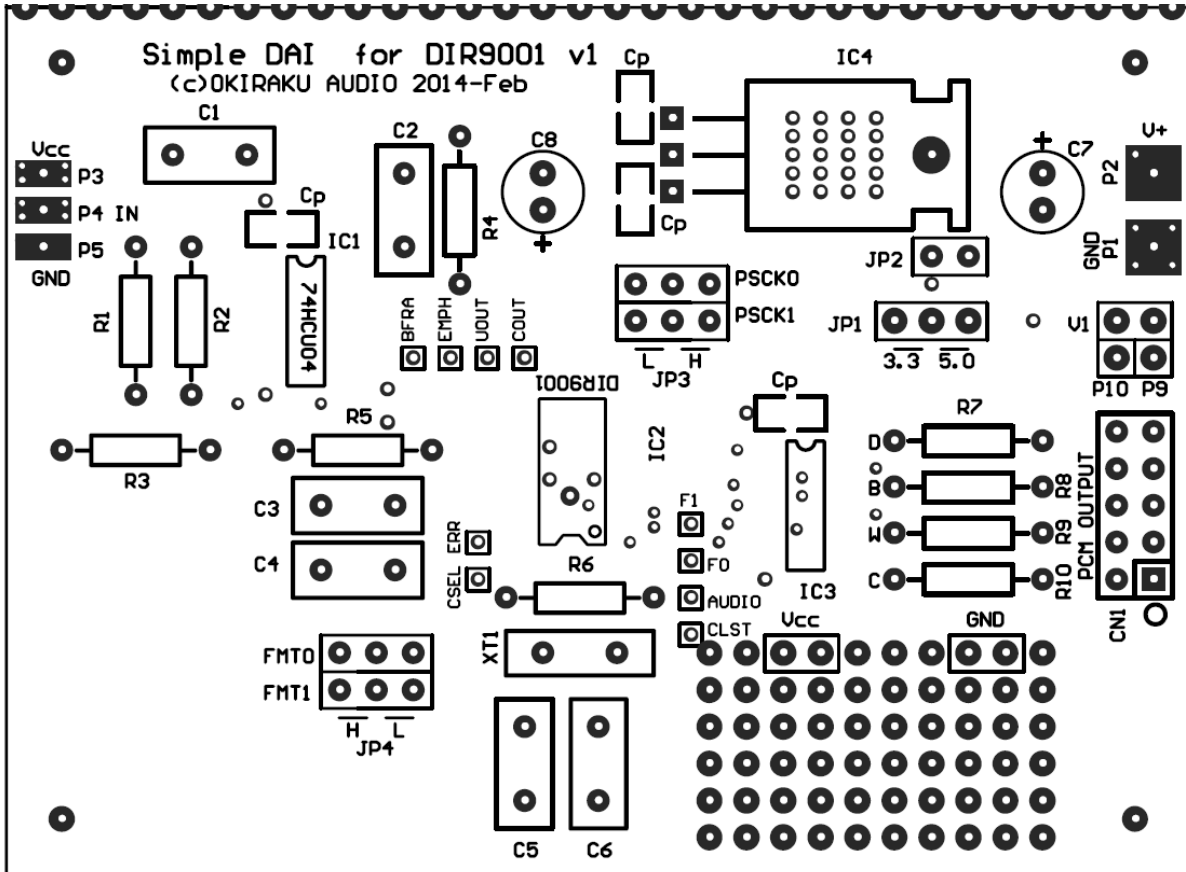 Simple DAI for DIR9001 v1
(c)OKIRAKU AUDIO 2014-Feb
Cp
IC4
C1
C2
C8
C7
V+
Vcc
P3
P4 IN
P5
GND
Cp
IC1
R4
Cp
P2
GND
P1
JP2
R1
R2
74HCU04
BFRA
EMPH
UOUT
COUT
PSCK0
PSCK1
L H
JP3
JP1
3.3 5.0
V1
P10 P9
DIR9001
IC2
Cp
R3
R5
R7
D
B
R8
W
R9
C
R10
PCM OUTPUT
CN1
C3
C4
ERR
CSEL
R6
F1
F0
AUDIO
CLST
IC3
XT1
Vcc
GND
FMT0
FMT1
H L
JP4
C5
C6